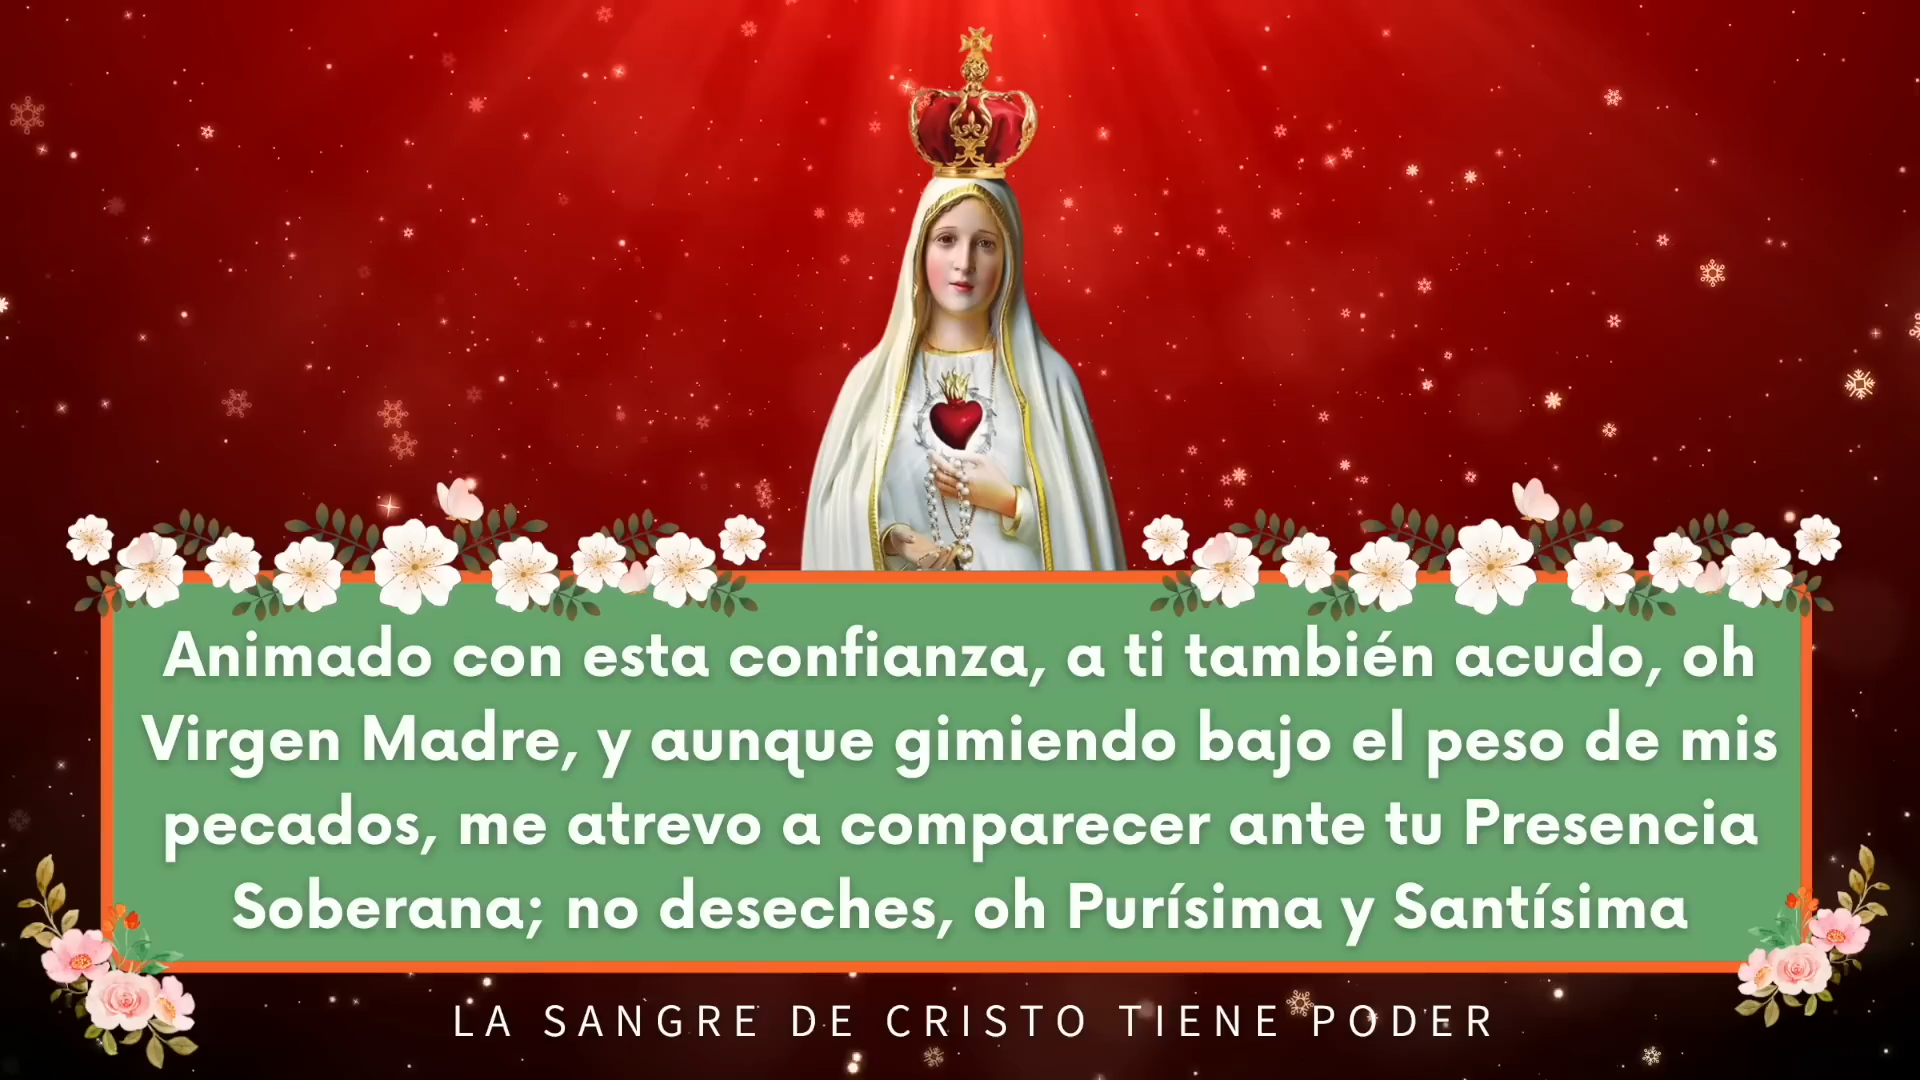 Animado con esta confianza, a ti también acudo, oh
Virgen Madre, y aunque gimiendo bajo el peso de mis
pecados, me atrevo a comparecer ante tu Presencia
Soberana; no deseches, oh Purísima y Santísima
LA SANGRE DE CRISTO TIENE PODER